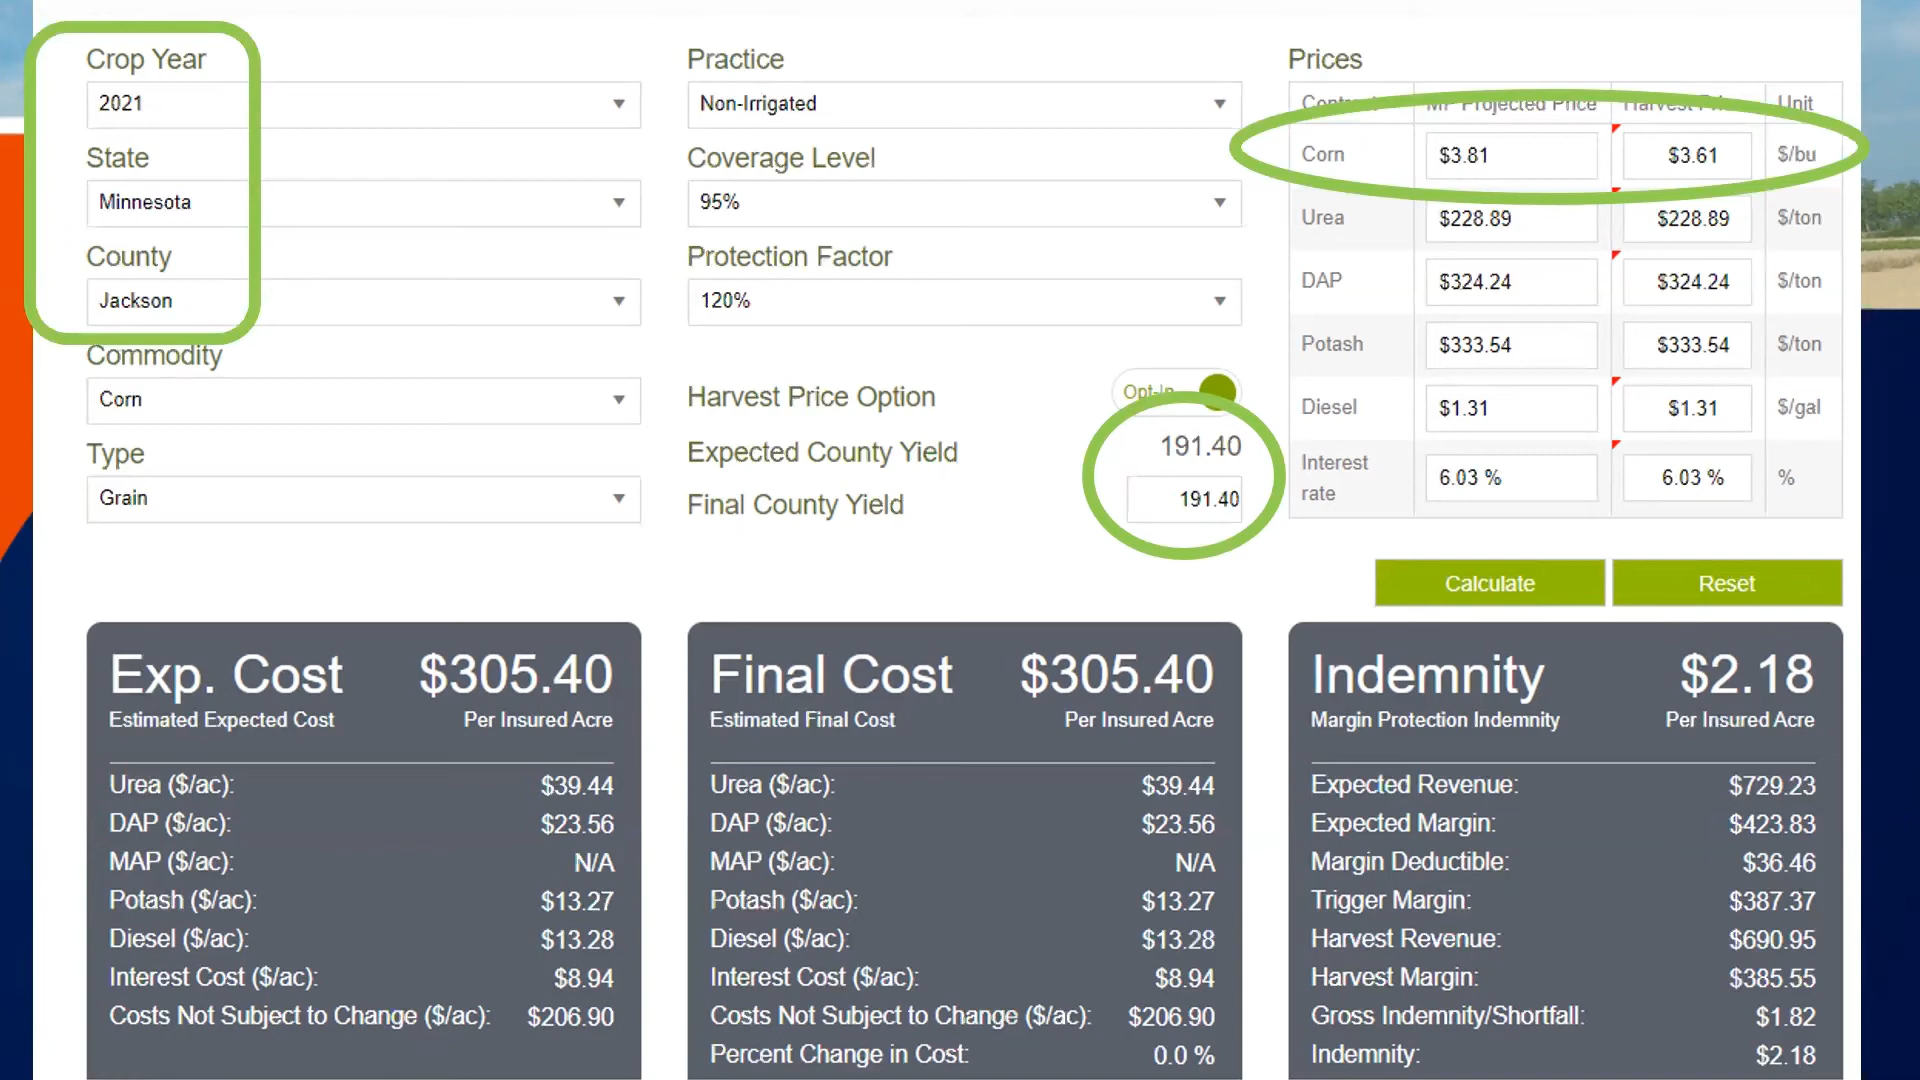 Crop Year
2021
State
Minnesota
County
Jackson
Commodity
Corn
Type
Grain
Practice
Non-Irrigated
Coverage Level
95%
Protection Factor
120%
Harvest Price Option
Opt-In
Expected County Yield 191.40
Final County Yield 191.40
Prices
Contract MP Projected Price Harvest Price Unit
Corn $3.81 $3.61 $/bu
Urea $228.89 $228.89 $/ton
DAP $324.24 $324.24 $/ton
Potash $333.54 $333.54 $/ton
Diesel $1.31 $1.31 $/gal
Interest rate 6.03 % 6.03 % %
Calculate Reset
Exp. Cost $305.40
Estimated Expected Cost Per Insured Acre
Urea ($/ac): $39.44
DAP ($/ac): $23.56
MAP ($/ac): N/A
Potash ($/ac): $13.27
Diesel ($/ac): $13.28
Interest Cost ($/ac): $8.94
Costs Not Subject to Change ($/ac): $206.90
Final Cost $305.40
Estimated Final Cost Per Insured Acre
Urea ($/ac): $39.44
DAP ($/ac): $23.56
MAP ($/ac): N/A
Potash ($/ac): $13.27
Diesel ($/ac): $13.28
Interest Cost ($/ac): $8.94
Costs Not Subject to Change ($/ac): $206.90
Percent Change in Cost: 0.0 %
Indemnity $2.18
Margin Protection Indemnity Per Insured Acre
Expected Revenue: $729.23
Expected Margin: $423.83
Margin Deductible: $36.46
Trigger Margin: $387.37
Harvest Revenue: $690.95
Harvest Margin: $385.55
Gross Indemnity/Shortfall: $1.82
Indemnity: $2.18